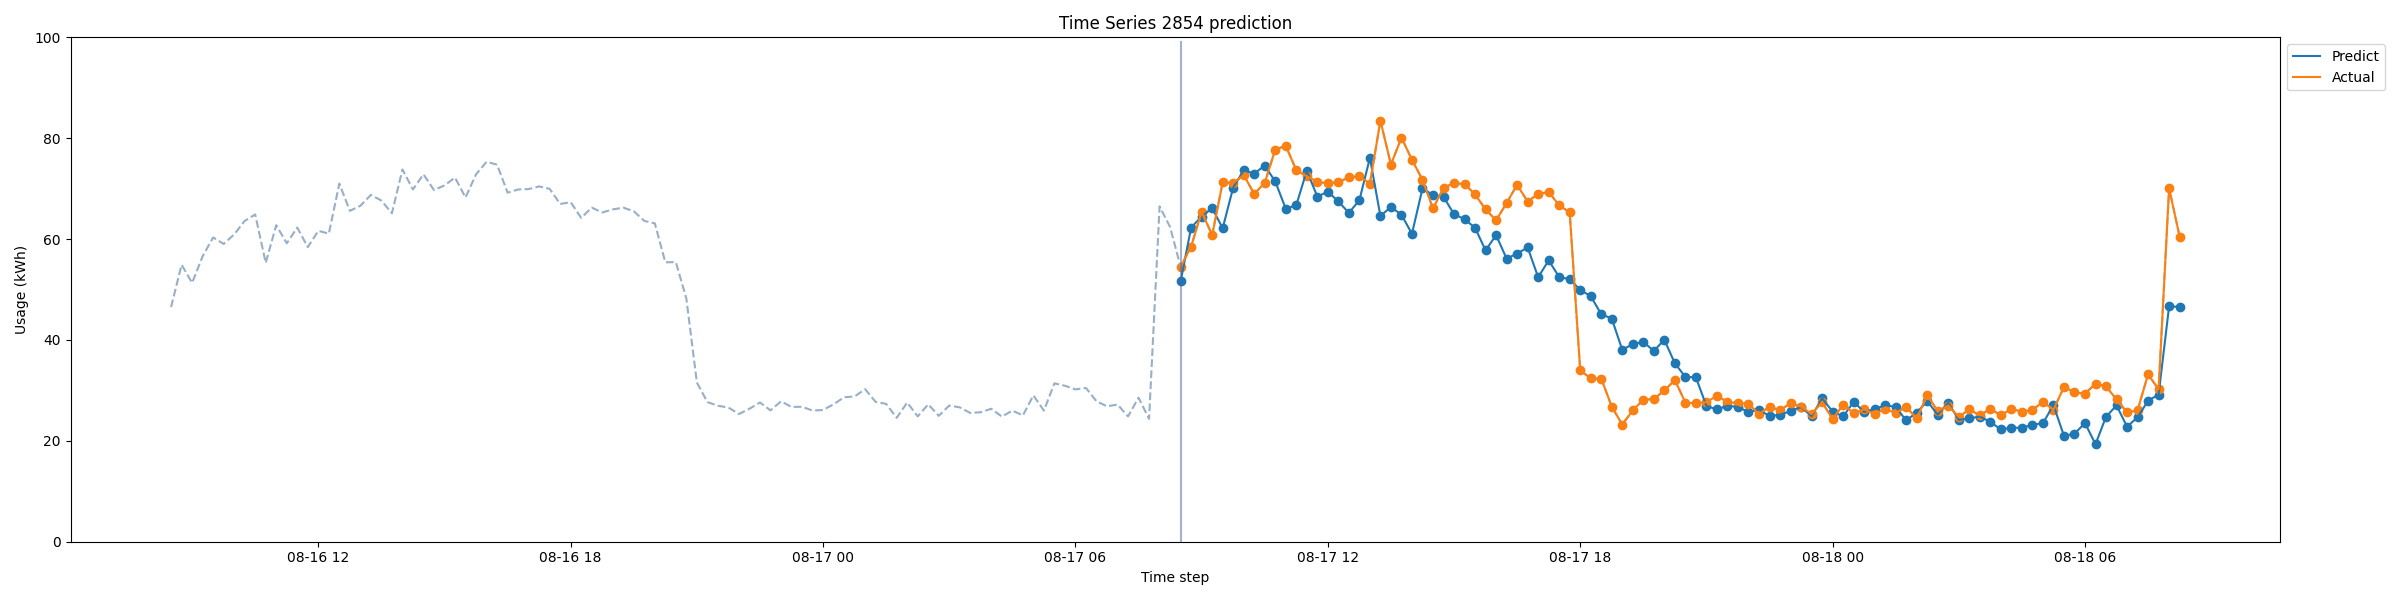 Time Series 2854 prediction
100
80
60
40
20
0
Usage (kWh)
08-16 12
08-16 18
08-17 00
08-17 06
08-17 12
08-17 18
08-18 00
08-18 06
Time step
Predict
Actual